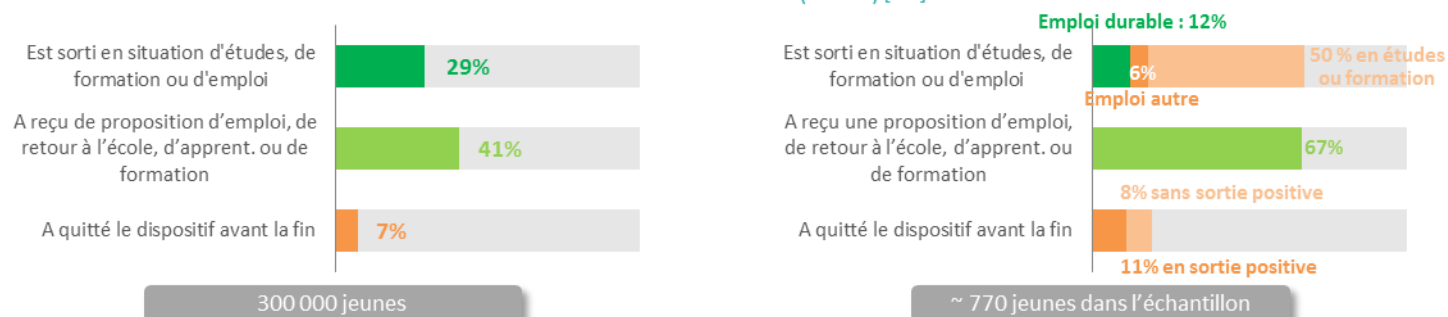 Est sorti en situation d'études, de
formation ou d'emploi
29%
A reçu de proposition d’emploi, de
retour à l’école, d’apprent. ou de
formation
41%
A quitté le dispositif avant la fin
7%
300 000 jeunes
Emploi durable : 12%
Est sorti en situation d'études, de
formation ou d'emploi
6%
50 % en études
ou formation
Emploi autre
A reçu une proposition d’emploi,
de retour à l’école, d’apprent. ou
de formation
67%
8% sans sortie positive
A quitté le dispositif avant la fin
11% en sortie positive
~ 770 jeunes dans l’échantillon